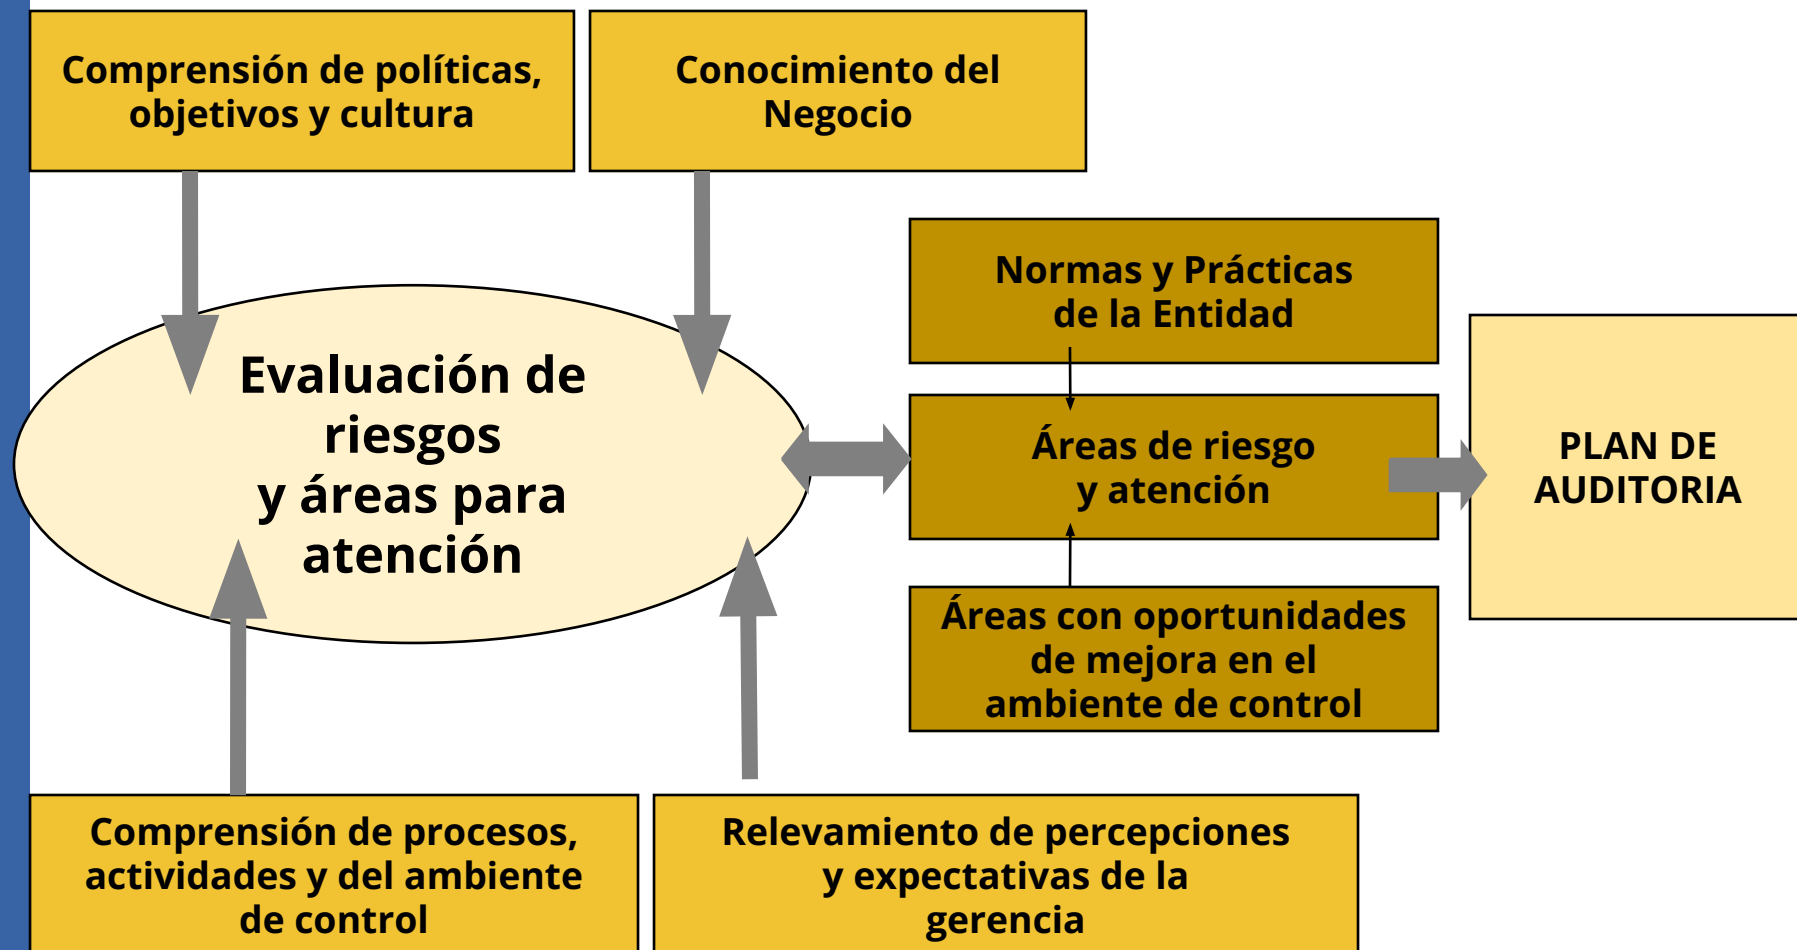 Comprensión de políticas,
objetivos y cultura
Conocimiento del
Negocio
Normas y Prácticas
de la Entidad
Evaluación de
riesgos
y áreas para
atención
Áreas de riesgo
y atención
PLAN DE
AUDITORIA
Áreas con oportunidades
de mejora en el
ambiente de control
Comprensión de procesos,
actividades y del ambiente
de control
Relevamiento de percepciones
y expectativas de la
gerencia